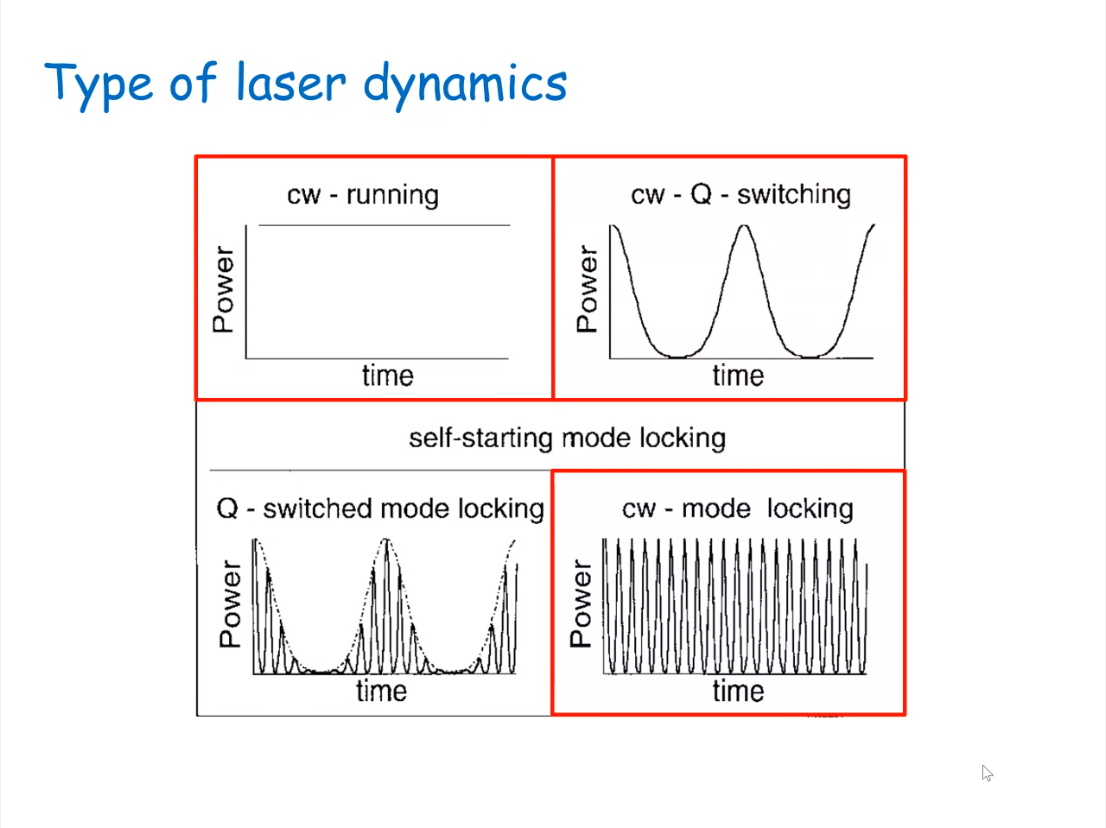 Type of laser dynamics
cw - running
cw - Q - switching
Power
time
Power
time
self-starting mode locking
Q - switched mode locking
cw - mode locking
Power
time
Power
time